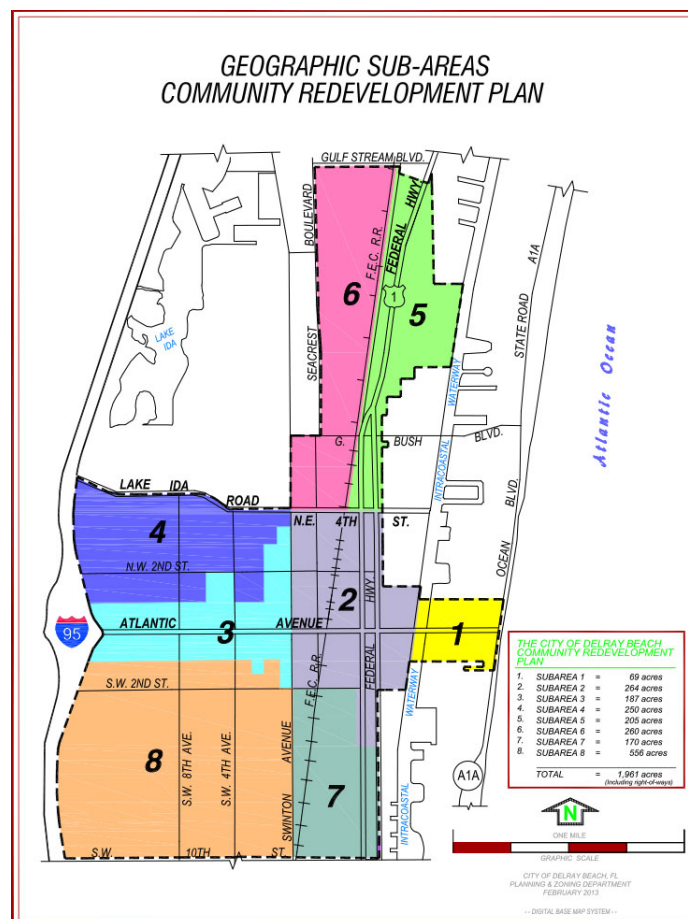 GEOGRAPHIC SUB-AREAS
COMMUNITY REDEVELOPMENT PLAN
GULF STREAM BLVD.
BOULEVARD
SEACREST
F.E.C. R.R.
FEDERAL HWY
1
6
5
LAKE
IDA
STATE ROAD A1A
Atlantic Ocean
WATERWAY
INTRACOASTAL
G. BUSH BLVD.
OCEAN BLVD.
LAKE IDA ROAD
N.E. 4TH ST.
4
N.W. 2ND ST.
2
HWY
FEDERAL
95
ATLANTIC AVENUE
3
1
S.W. 2ND ST.
F.E.C. R.R.
WATERWAY
INTRACOASTAL
8
S.W. 8TH AVE.
S.W. 4TH AVE.
SWINTON AVENUE
7
S.W. 10TH ST.
A1A
THE CITY OF DELRAY BEACH
COMMUNITY REDEVELOPMENT
PLAN
1. SUBAREA 1 = 69 acres
2. SUBAREA 2 = 264 acres
3. SUBAREA 3 = 187 acres
4. SUBAREA 4 = 250 acres
5. SUBAREA 5 = 205 acres
6. SUBAREA 6 = 260 acres
7. SUBAREA 7 = 170 acres
8. SUBAREA 8 = 556 acres
TOTAL = 1,961 acres
(Including right-of-ways)
N
ONE MILE
GRAPHIC SCALE
CITY OF DELRAY BEACH, FL
PLANNING & ZONING DEPARTMENT
FEBRUARY 2013
-- DIGITAL BASE MAP SYSTEM --